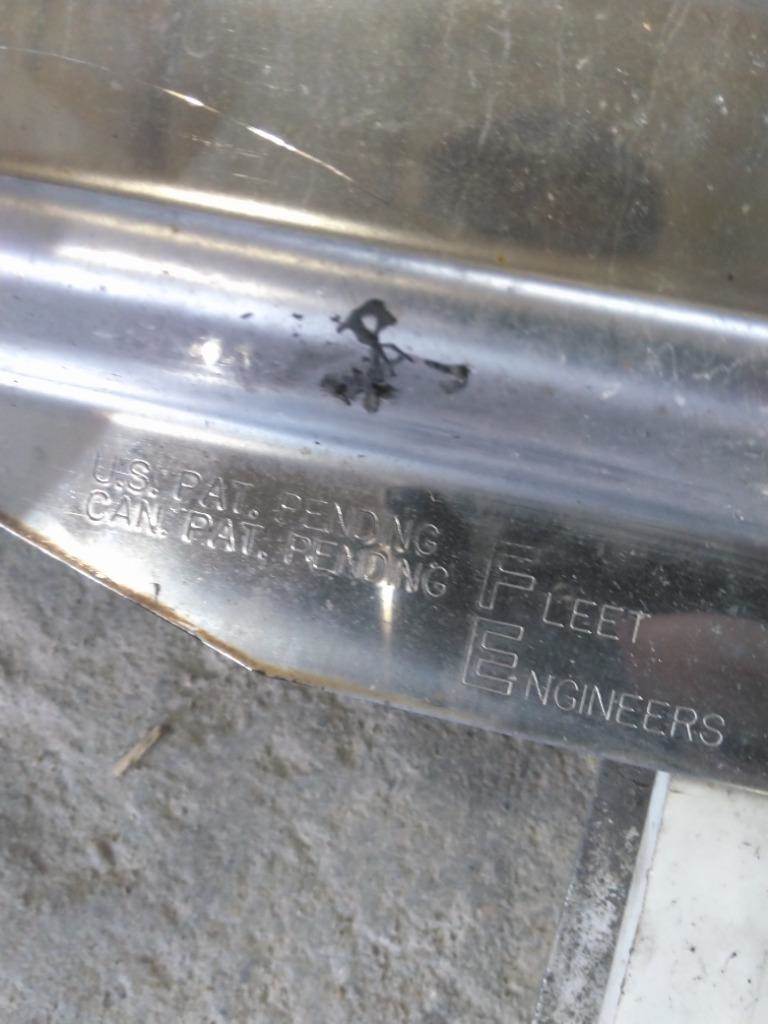 U.S. PAT. PENDING
CAN. PAT. PENDING
FLEET
ENGINEERS